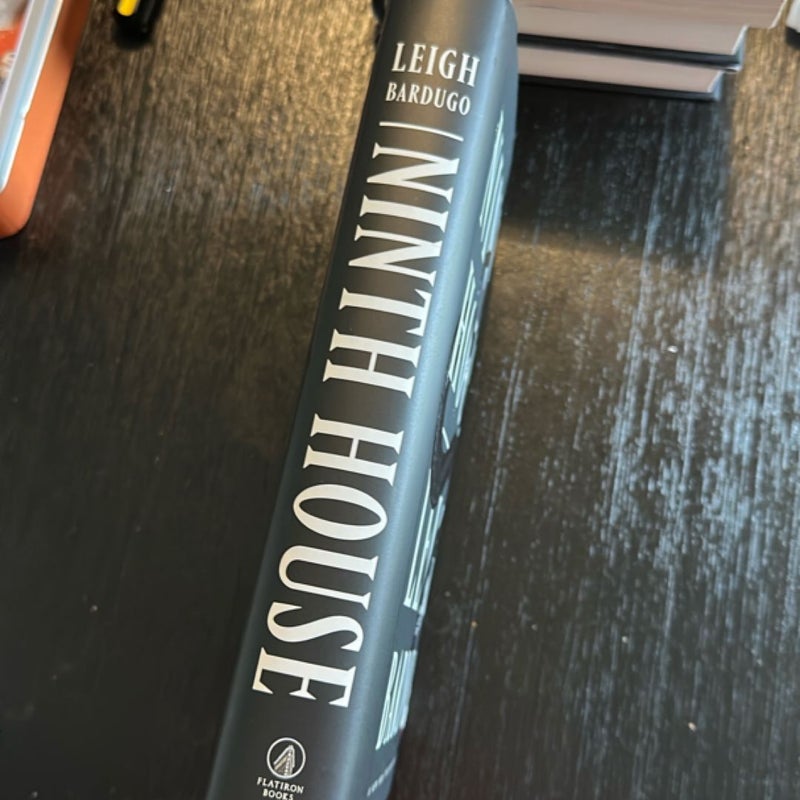 LEIGH
BARDUGO
NINTH HOUSE
FLATIRON
BOOKS